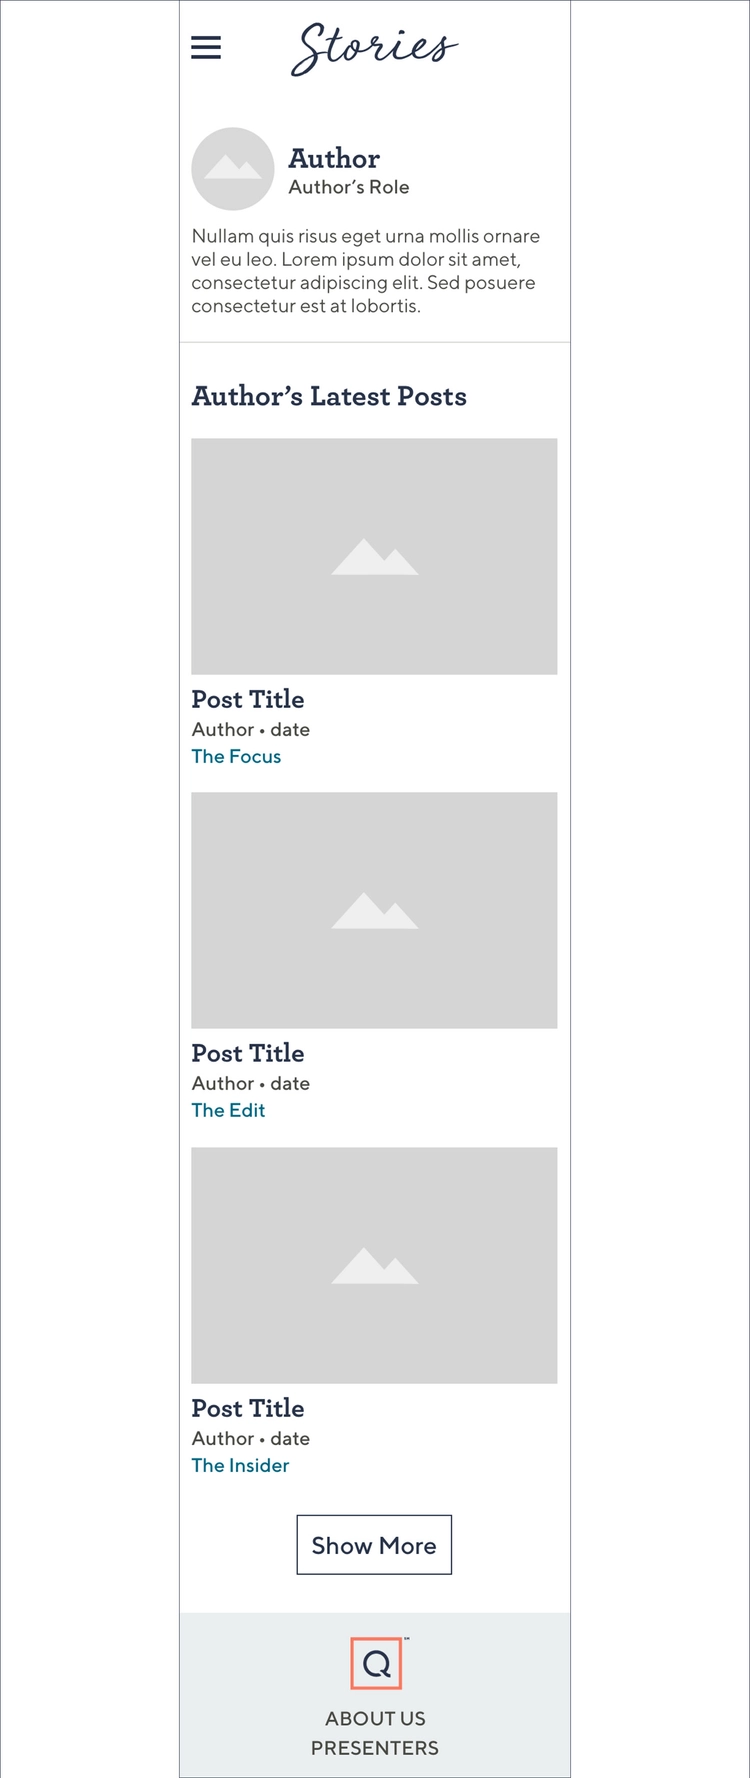 Stories
Author
Author’s Role
Nullam quis risus eget urna mollis ornare
vel eu leo. Lorem ipsum dolor sit amet,
consectetur adipiscing elit. Sed posuere
consectetur est at lobortis.
Author’s Latest Posts
Post Title
Author • date
The Focus
Post Title
Author • date
The Edit
Post Title
Author • date
The Insider
Show More
Q
ABOUT US
PRESENTERS